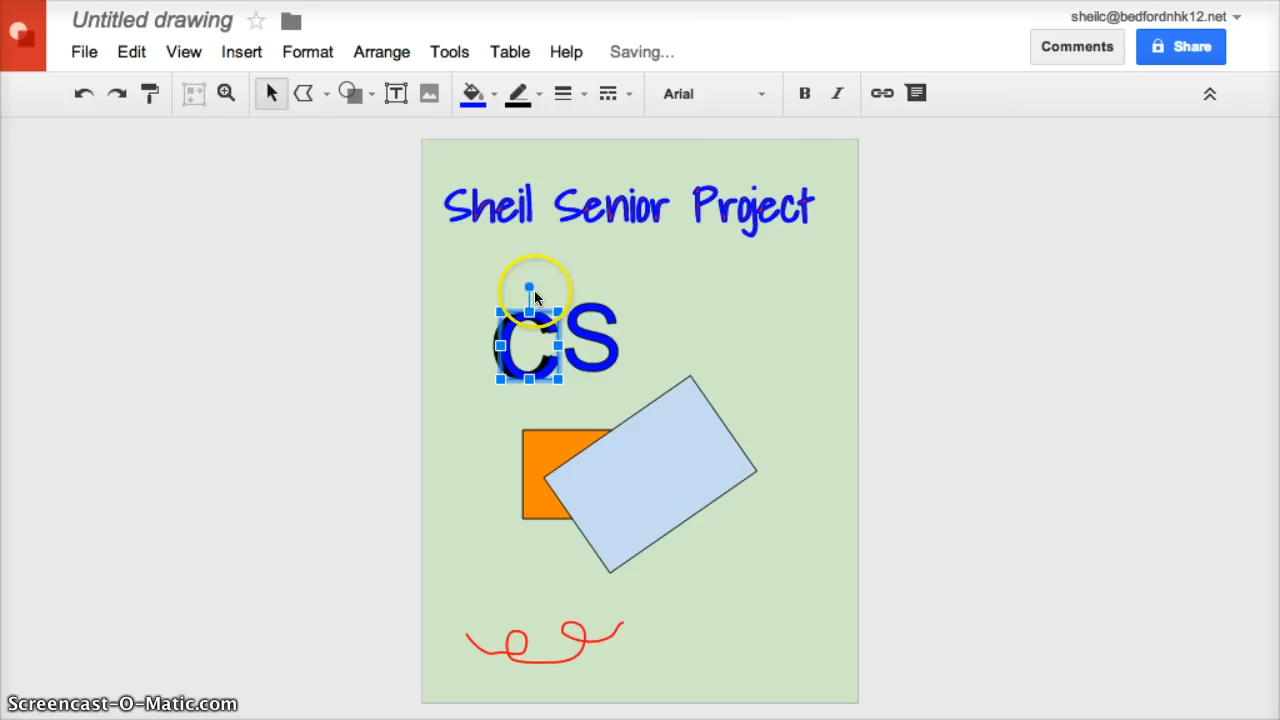 Untitled drawing
sheilc@bedfordnhk12.net
File Edit View Insert Format Arrange Tools Table Help Saving...
Comments Share
Arial B I
Sheil Senior Project
C S
Screencast-O-Matic.com